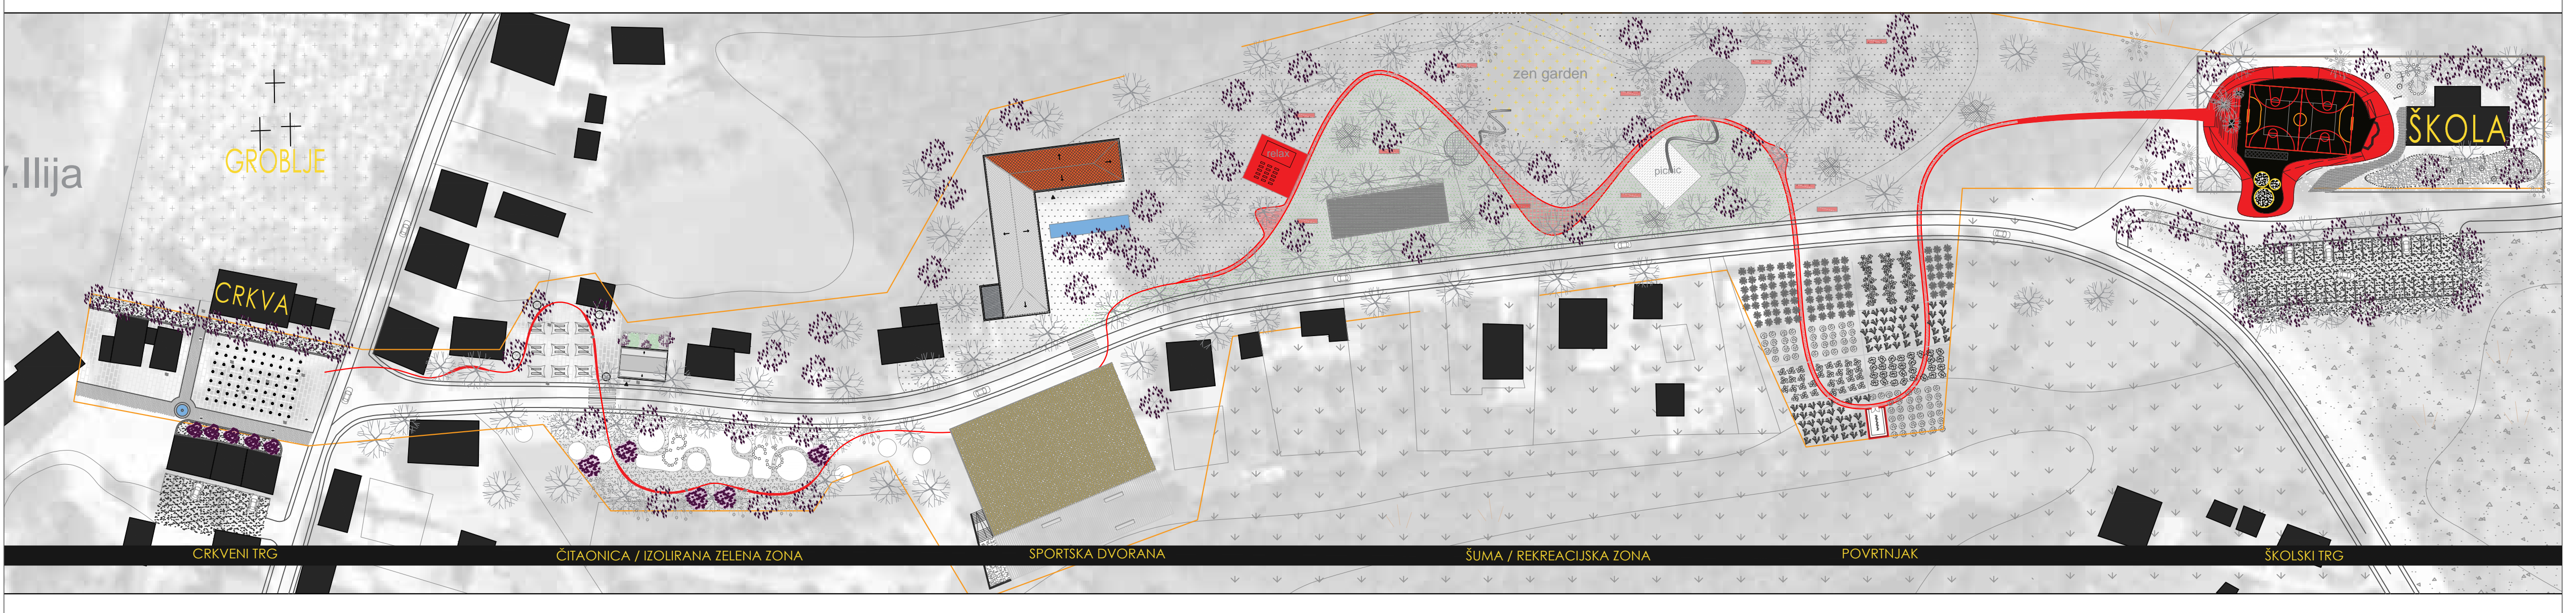 zen garden
relax
picnic
ŠKOLA
GROBLJE
v.Ilija
CRKVA
CRKVENI TRG
ČITAONICA / IZOLIRANA ZELENA ZONA
SPORTSKA DVORANA
ŠUMA / REKREACIJSKA ZONA
POVRTNJAK
ŠKOLSKI TRG